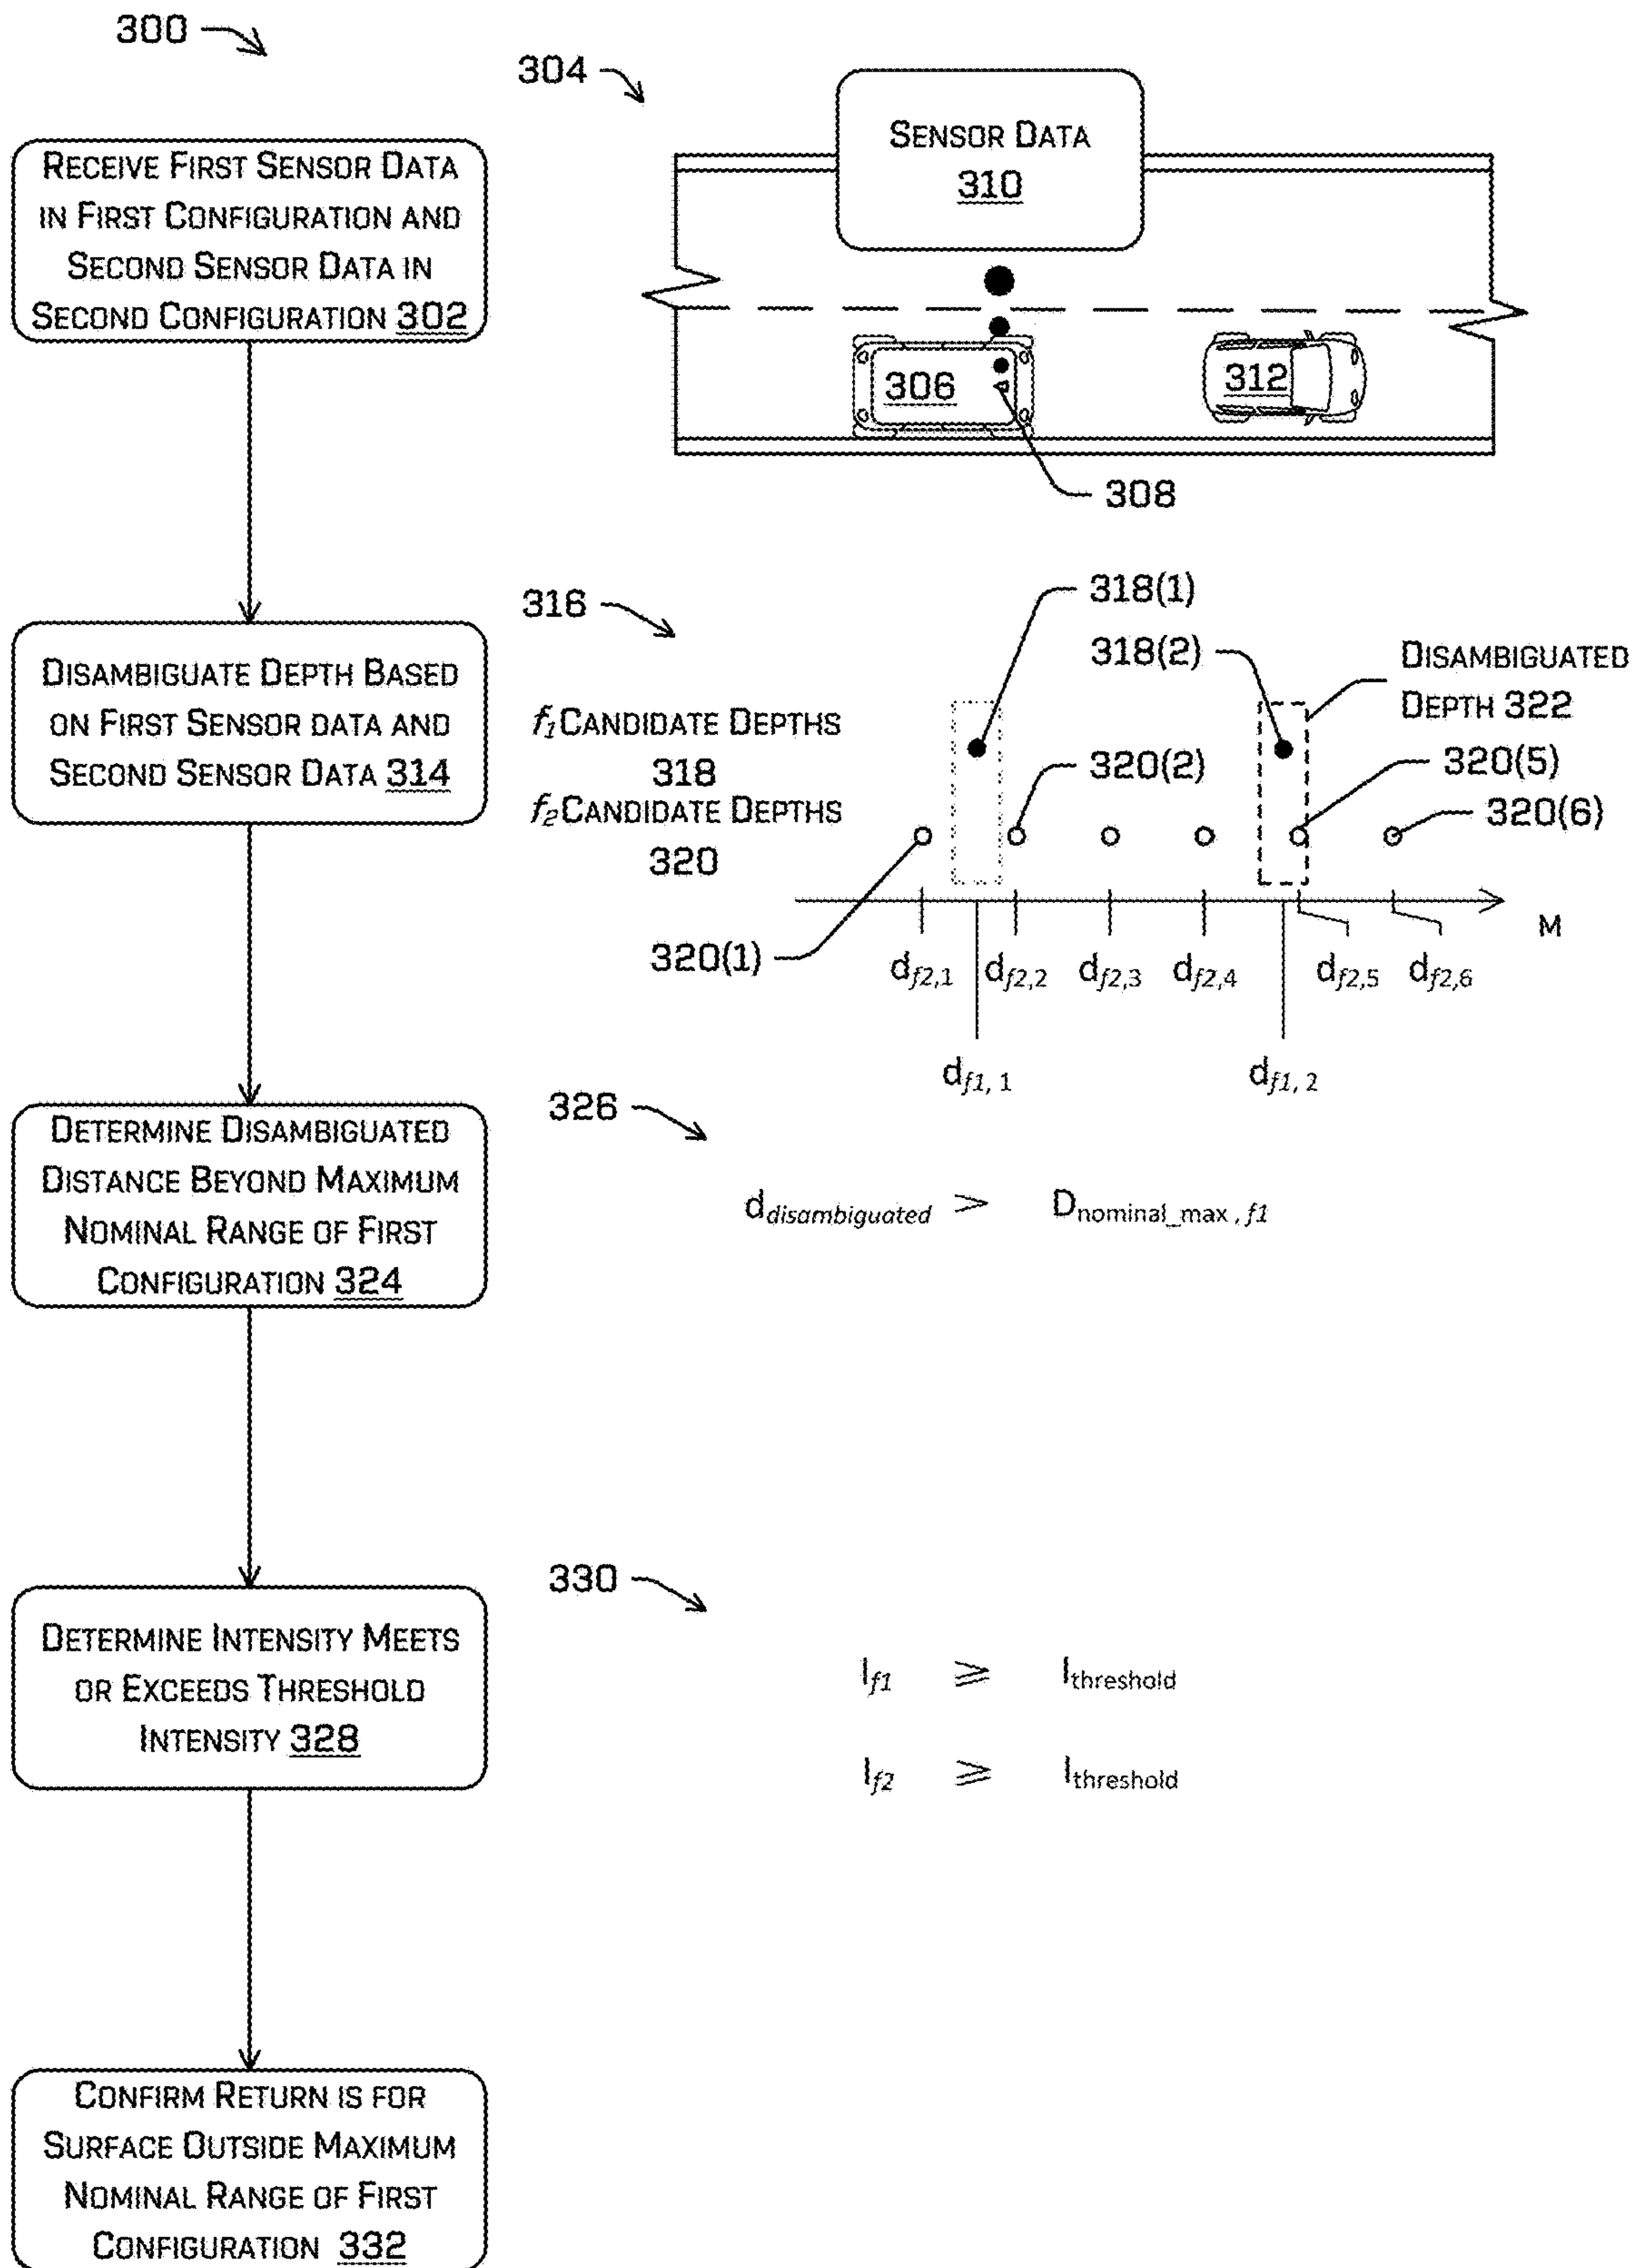 300
304
RECEIVE FIRST SENSOR DATA
IN FIRST CONFIGURATION AND
SECOND SENSOR DATA IN
SECOND CONFIGURATION 302
SENSOR DATA
310
306
312
308
316
318(1)
318(2)
DISAMBIGUATED
DEPTH 322
DISAMBIGUATE DEPTH BASED
ON FIRST SENSOR DATA AND
SECOND SENSOR DATA 314
f1 CANDIDATE DEPTHS
318
f2 CANDIDATE DEPTHS
320
320(2)
320(5)
320(6)
320(1)
M
df2,1 df2,2 df2,3 df2,4 df2,5 df2,6
df1, 1 df1, 2
326
DETERMINE DISAMBIGUATED
DISTANCE BEYOND MAXIMUM
NOMINAL RANGE OF FIRST
CONFIGURATION 324
ddisambiguated > Dnominal_max , f1
330
DETERMINE INTENSITY MEETS
OR EXCEEDS THRESHOLD
INTENSITY 328
If1 ≥ Ithreshold
If2 ≥ Ithreshold
CONFIRM RETURN IS FOR
SURFACE OUTSIDE MAXIMUM
NOMINAL RANGE OF FIRST
CONFIGURATION 332